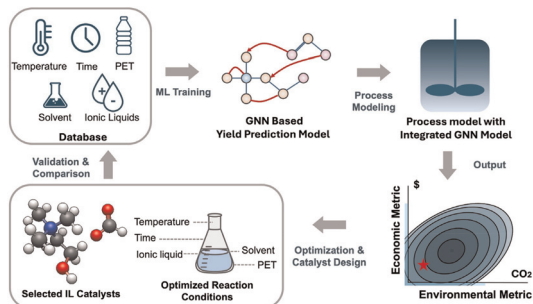 Temperature
Time
PET
Solvent
Ionic Liquids
Database
ML Training
GNN Based
Yield Prediction Model
Process
Modeling
Process model with
Integrated GNN Model
Output
$
Economic Metric
CO₂
Environmental Metric
Optimization &
Catalyst Design
Temperature
Time
Ionic liquid
Solvent
PET
Optimized Reaction
Conditions
Selected IL Catalysts
Validation &
Comparison